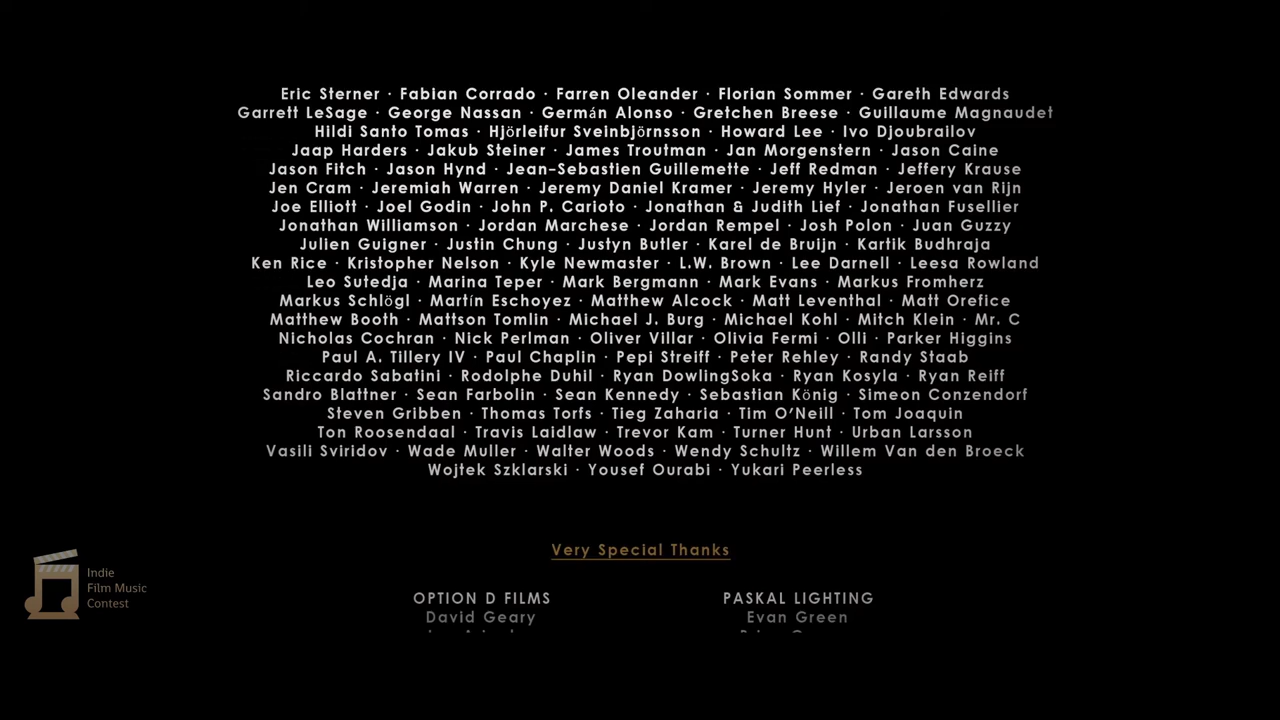 Eric Sterner · Fabian Corrado · Farren Oleander · Florian Sommer · Gareth Edwards
Garrett LeSage · George Nassan · Germán Alonso · Gretchen Breese · Guillaume Magnaudet
Hildi Santo Tomas · Hjörleifur Sveinbjörnsson · Howard Lee · Ivo Djoubrailov
Jaap Harders · Jakub Steiner · James Troutman · Jan Morgenstern · Jason Caine
Jason Fitch · Jason Hynd · Jean-Sebastien Guillemette · Jeff Redman · Jeffery Krause
Jen Cram · Jeremiah Warren · Jeremy Daniel Kramer · Jeremy Hyler · Jeroen van Rijn
Joe Elliott · Joel Godin · John P. Carioto · Jonathan & Judith Lief · Jonathan Fusellier
Jonathan Williamson · Jordan Marchese · Jordan Rempel · Josh Polon · Juan Guzzy
Julien Guigner · Justin Chung · Justyn Butler · Karel de Bruijn · Kartik Budhraja
Ken Rice · Kristopher Nelson · Kyle Newmaster · L.W. Brown · Lee Darnell · Leesa Rowland
Leo Sutedja · Marina Teper · Mark Bergmann · Mark Evans · Markus Fromherz
Markus Schlögl · Martín Eschoyez · Matthew Alcock · Matt Leventhal · Matt Orefice
Matthew Booth · Mattson Tomlin · Michael J. Burg · Michael Kohl · Mitch Klein · Mr. C
Nicholas Cochran · Nick Perlman · Oliver Villar · Olivia Fermi · Olli · Parker Higgins
Paul A. Tillery IV · Paul Chaplin · Pepi Streiff · Peter Rehley · Randy Staab
Riccardo Sabatini · Rodolphe Duhil · Ryan DowlingSoka · Ryan Kosyla · Ryan Reiff
Sandro Blattner · Sean Farbolin · Sean Kennedy · Sebastian König · Simeon Conzendorf
Steven Gribben · Thomas Torfs · Tieg Zaharia · Tim O'Neill · Tom Joaquin
Ton Roosendaal · Travis Laidlaw · Trevor Kam · Turner Hunt · Urban Larsson
Vasili Sviridov · Wade Muller · Walter Woods · Wendy Schultz · Willem Van den Broeck
Wojtek Szklarski · Yousef Ourabi · Yukari Peerless
Very Special Thanks
OPTION D FILMS
David Geary
PASKAL LIGHTING
Evan Green
Indie
Film Music
Contest